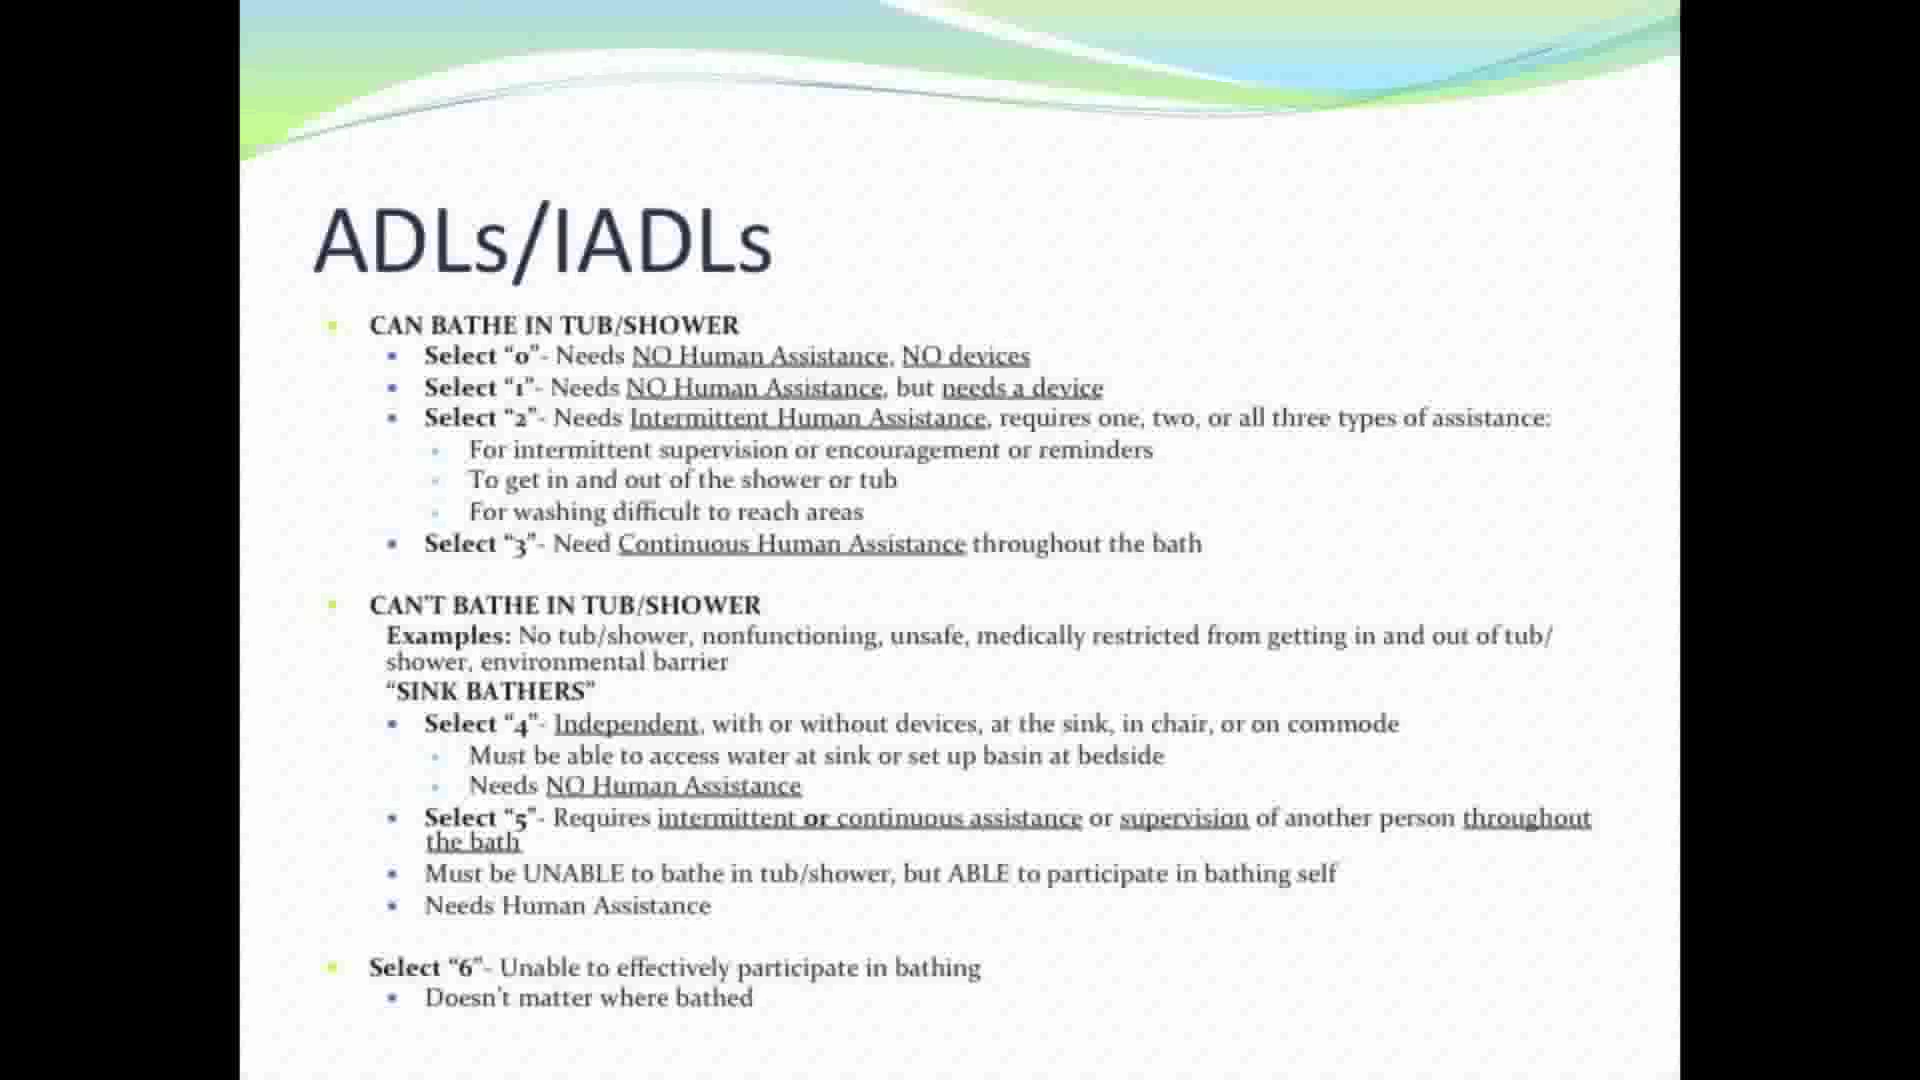 ADLs/IADLs
CAN BATHE IN TUB/SHOWER
Select “0”- Needs NO Human Assistance, NO devices
Select “1”- Needs NO Human Assistance, but needs a device
Select “2”- Needs Intermittent Human Assistance, requires one, two, or all three types of assistance:
For intermittent supervision or encouragement or reminders
To get in and out of the shower or tub
For washing difficult to reach areas
Select “3”- Need Continuous Human Assistance throughout the bath
CAN’T BATHE IN TUB/SHOWER
Examples: No tub/shower, nonfunctioning, unsafe, medically restricted from getting in and out of tub/
shower, environmental barrier
“SINK BATHERS”
Select “4”- Independent, with or without devices, at the sink, in chair, or on commode
Must be able to access water at sink or set up basin at bedside
Needs NO Human Assistance
Select “5”- Requires intermittent or continuous assistance or supervision of another person throughout
the bath
Must be UNABLE to bathe in tub/shower, but ABLE to participate in bathing self
Needs Human Assistance
Select “6”- Unable to effectively participate in bathing
Doesn’t matter where bathed